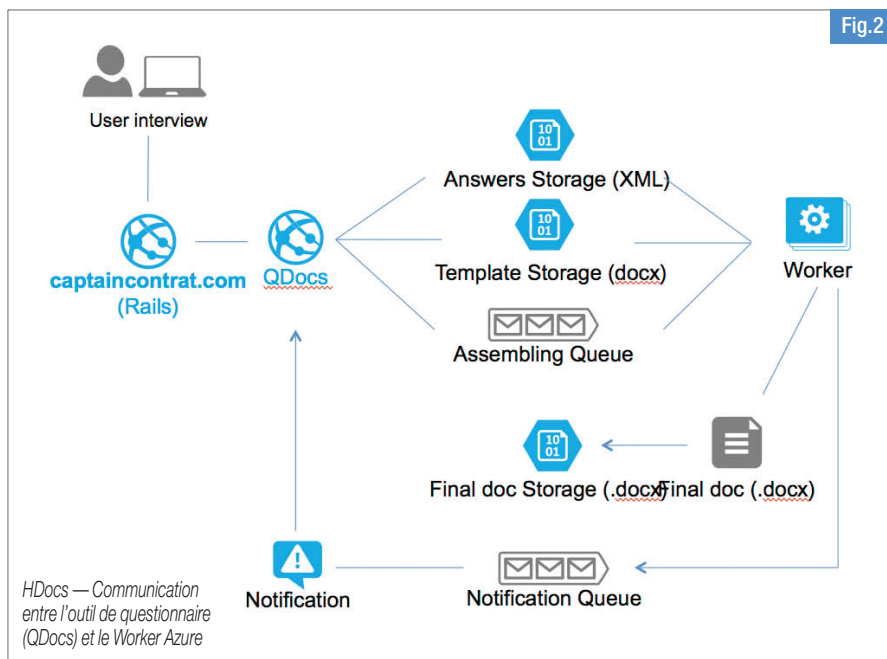 Fig.2
User interview
10
01
Answers Storage (XML)
captaincontrat.com
(Rails)
QDocs
10
01
Template Storage (docx)
Worker
Assembling Queue
10
01
Final doc Storage (.docx)
Final doc (.docx)
Notification
Notification Queue
HDocs — Communication
entre l'outil de questionnaire
(QDocs) et le Worker Azure